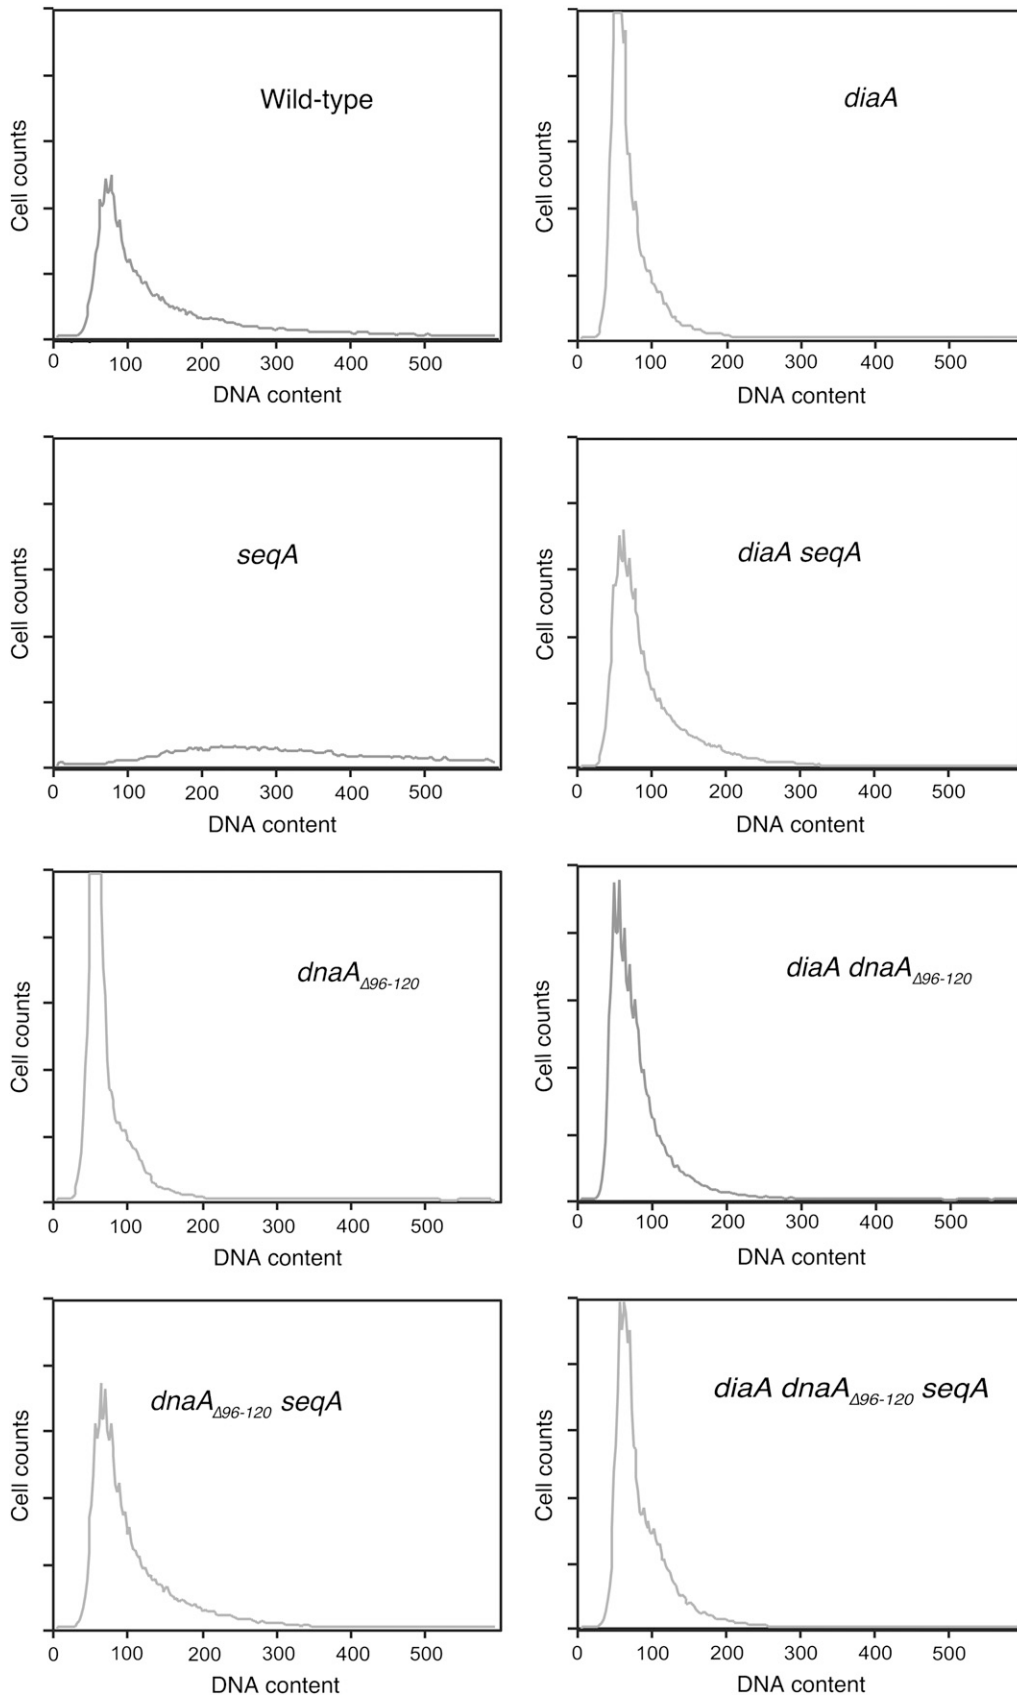 Wild-type
Cell counts
0 100 200 300 400 500
DNA content
diaA
Cell counts
0 100 200 300 400 500
DNA content
seqA
Cell counts
0 100 200 300 400 500
DNA content
diaA seqA
Cell counts
0 100 200 300 400 500
DNA content
dnaAΔ96-120
Cell counts
0 100 200 300 400 500
DNA content
diaA dnaAΔ96-120
Cell counts
0 100 200 300 400 500
DNA content
dnaAΔ96-120 seqA
Cell counts
0 100 200 300 400 500
DNA content
diaA dnaAΔ96-120 seqA
Cell counts
0 100 200 300 400 500
DNA content